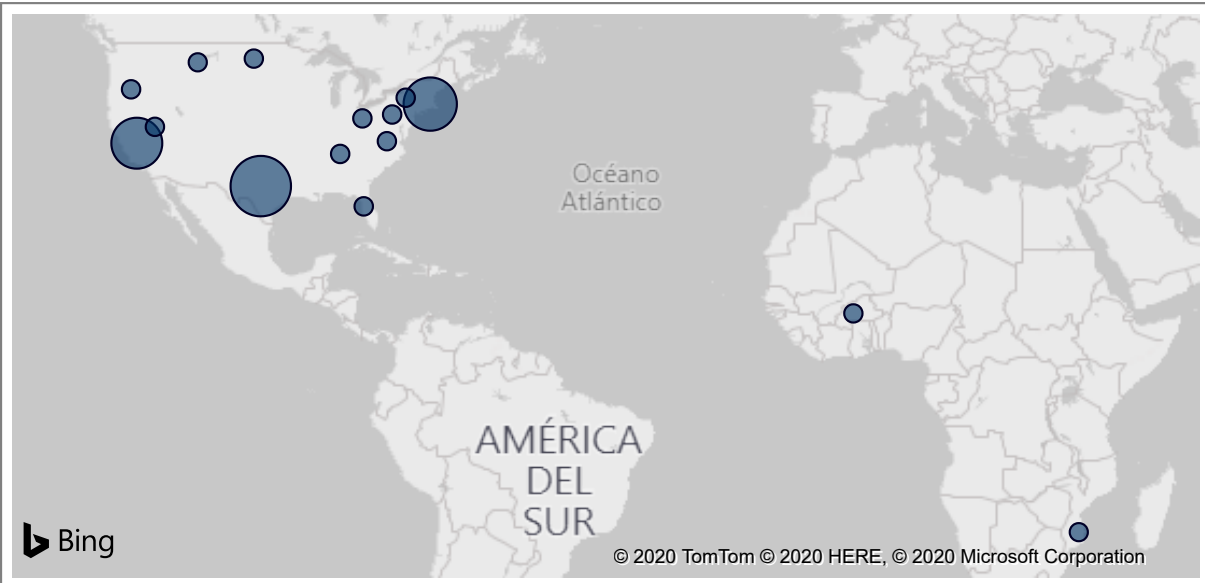 Océano
Atlántico
AMÉRICA
DEL
SUR
Bing
© 2020 TomTom © 2020 HERE, © 2020 Microsoft Corporation